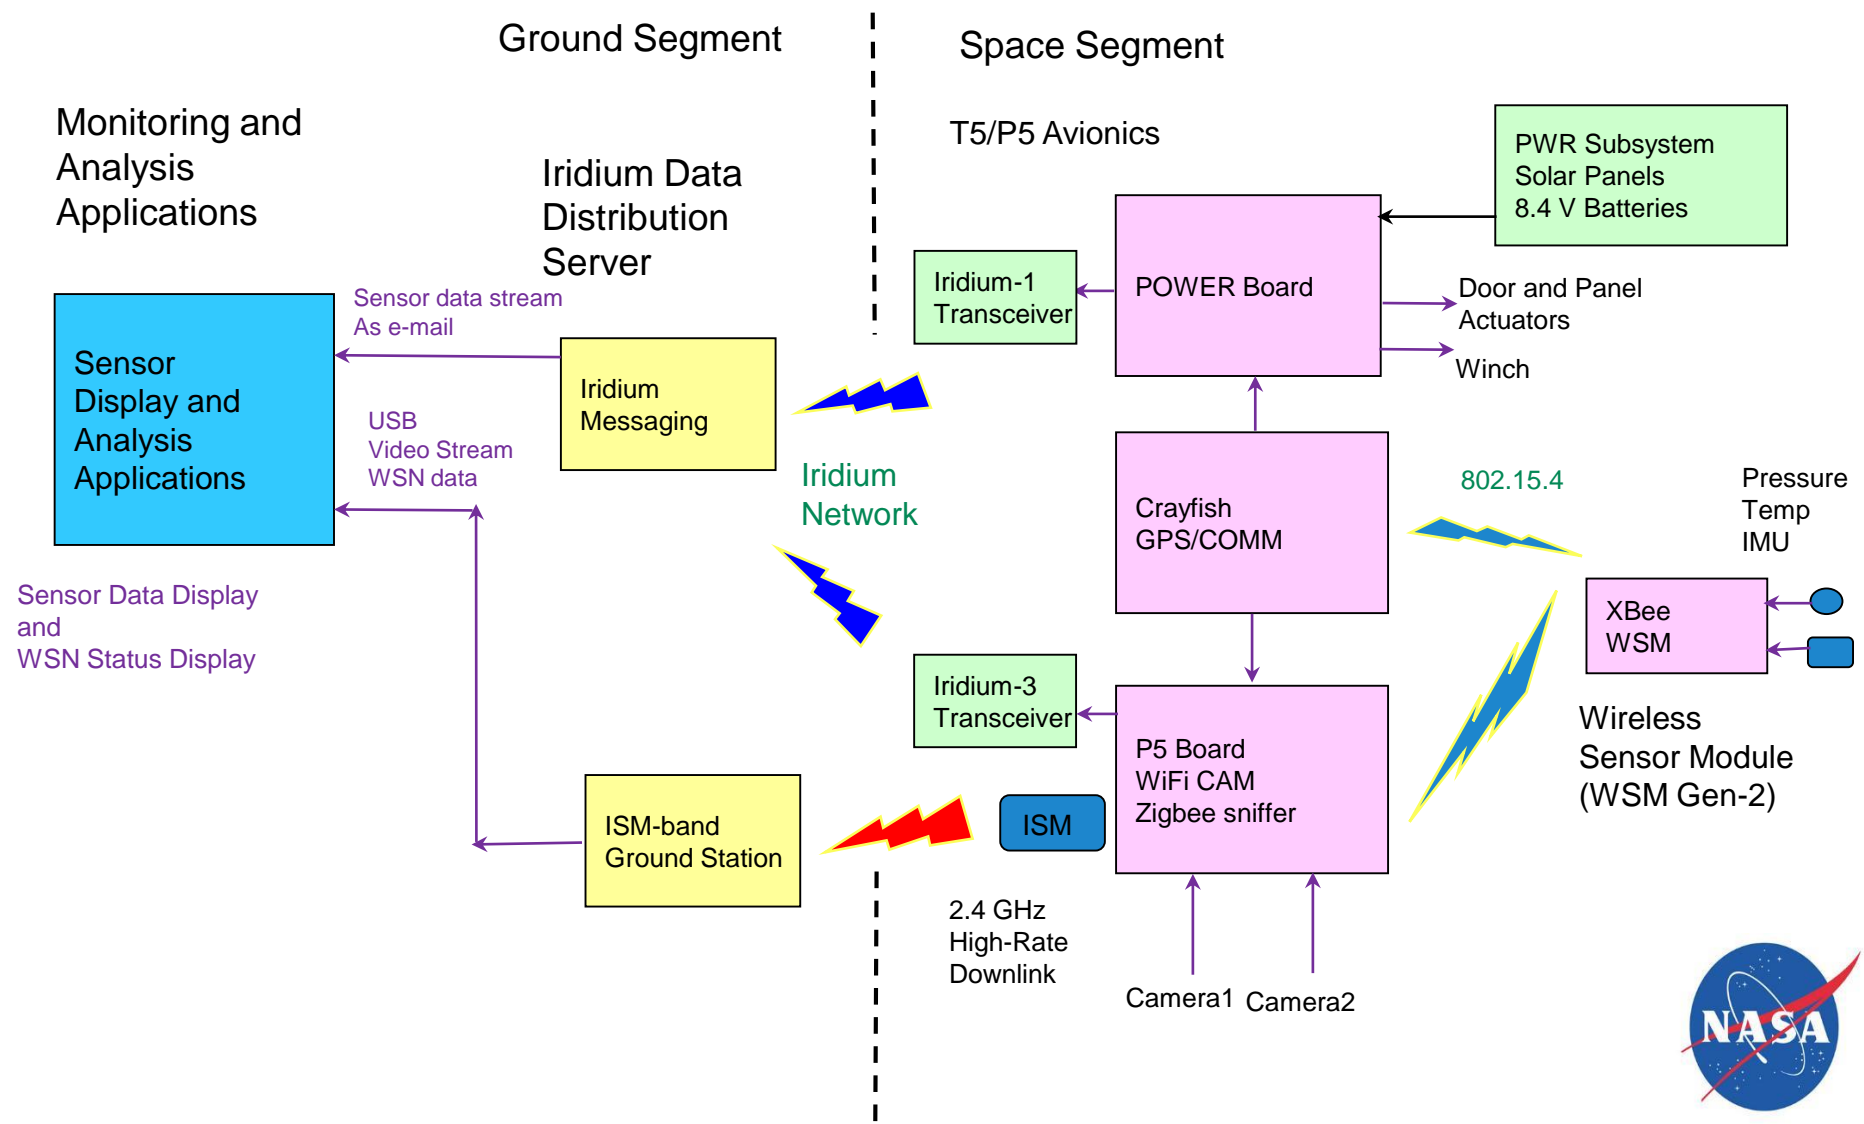 Ground Segment
Space Segment
Monitoring and
Analysis
Applications
Iridium Data
Distribution
Server
T5/P5 Avionics
PWR Subsystem
Solar Panels
8.4 V Batteries
Iridium-1
Transceiver
POWER Board
Door and Panel
Actuators
Winch
Sensor data stream
As e-mail
Sensor
Display and
Analysis
Applications
Iridium
Messaging
USB
Video Stream
WSN data
Iridium
Network
Crayfish
GPS/COMM
802.15.4
Pressure
Temp
IMU
Sensor Data Display
and
WSN Status Display
XBee
WSM
Iridium-3
Transceiver
P5 Board
WiFi CAM
Zigbee sniffer
Wireless
Sensor Module
(WSM Gen-2)
ISM-band
Ground Station
ISM
2.4 GHz
High-Rate
Downlink
Camera1
Camera2
NASA